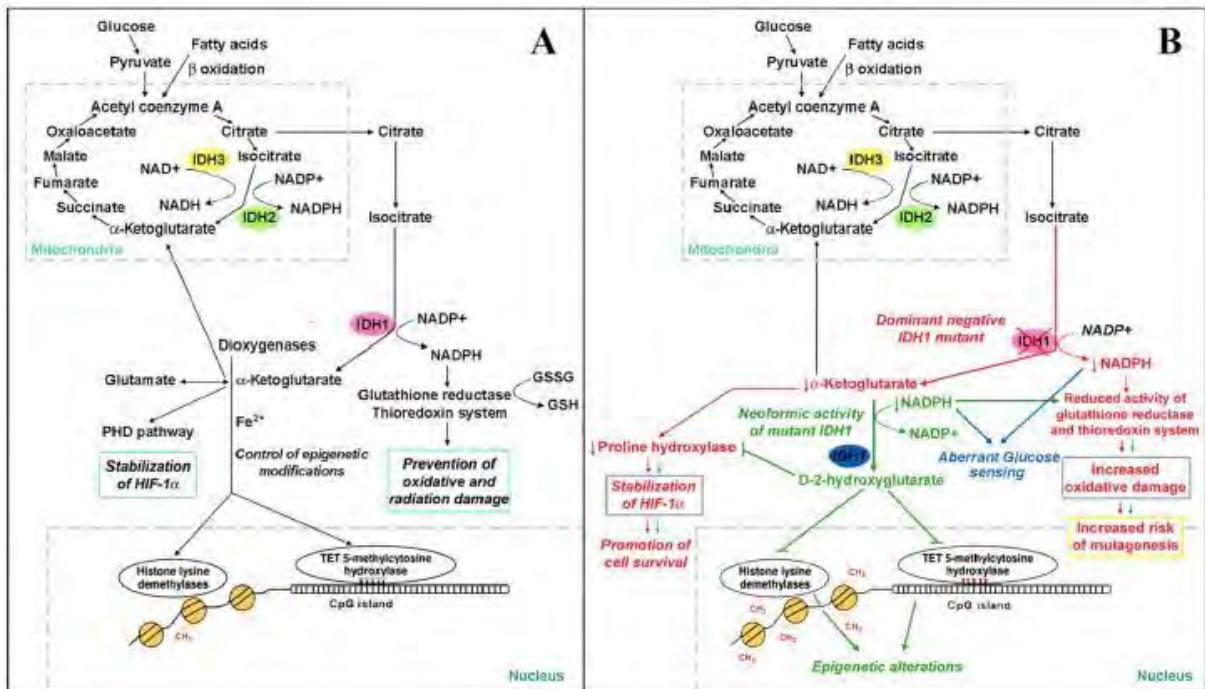 A
Glucose
Fatty acids
Pyruvate
β oxidation
Acetyl coenzyme A
Oxaloacetate
Citrate
Citrate
Malate
IDH3
Isocitrate
NAD+
NADP+
Fumarate
NADH
NADPH
Succinate
IDH2
Isocitrate
α-Ketoglutarate
Mitochondria
IDH1
NADP+
Dioxygenases
NADPH
Glutamate
α-Ketoglutarate
GSSG
Glutathione reductase
Thioredoxin system
GSH
PHD pathway
Fe2+
Stabilization
of HIF-1α
Control of epigenetic
modifications
Prevention of
oxidative and
radiation damage
Histone lysine
demethylases
TET 5-methylcytosine
hydroxylase
CpG island
CH3
Nucleus
B
Glucose
Fatty acids
Pyruvate
β oxidation
Acetyl coenzyme A
Oxaloacetate
Citrate
Citrate
Malate
IDH3
Isocitrate
NAD+
NADP+
Fumarate
NADH
NADPH
Succinate
IDH2
Isocitrate
α-Ketoglutarate
Mitochondria
Dominant negative
IDH1 mutant
IDH1
NADP+
↓NADPH
↓α-Ketoglutarate
Neoformic activity
of mutant IDH1
↓NADPH
NADP+
Reduced activity of
glutathione reductase
and thioredoxin system
↓Proline hydroxylase
IDH1
Aberrant Glucose
sensing
D-2-hydroxyglutarate
Stabilization
of HIF-1α
Increased
oxidative damage
Promotion of
cell survival
Increased risk
of mutagenesis
Histone lysine
demethylases
TET 5-methylcytosine
hydroxylase
CpG island
CH3
CH3
CH3
CH3
CH3
Epigenetic alterations
Nucleus